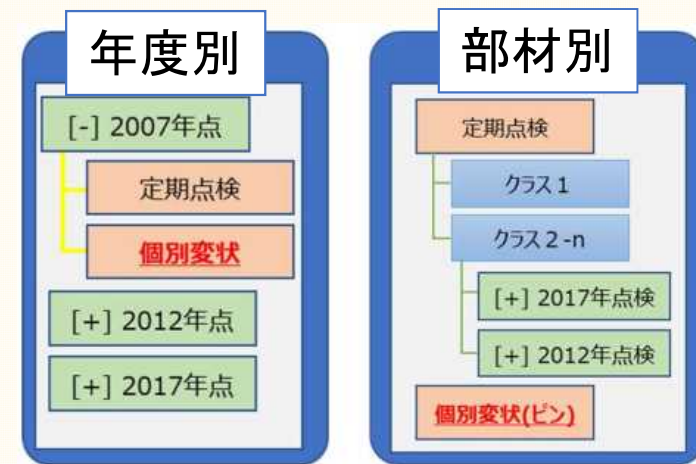 年度別
[-] 2007年点
定期点検
個別変状
[+] 2012年点
[+] 2017年点
部材別
定期点検
クラス1
クラス2-n
[+] 2017年点検
[+] 2012年点検
個別変状(ピン)